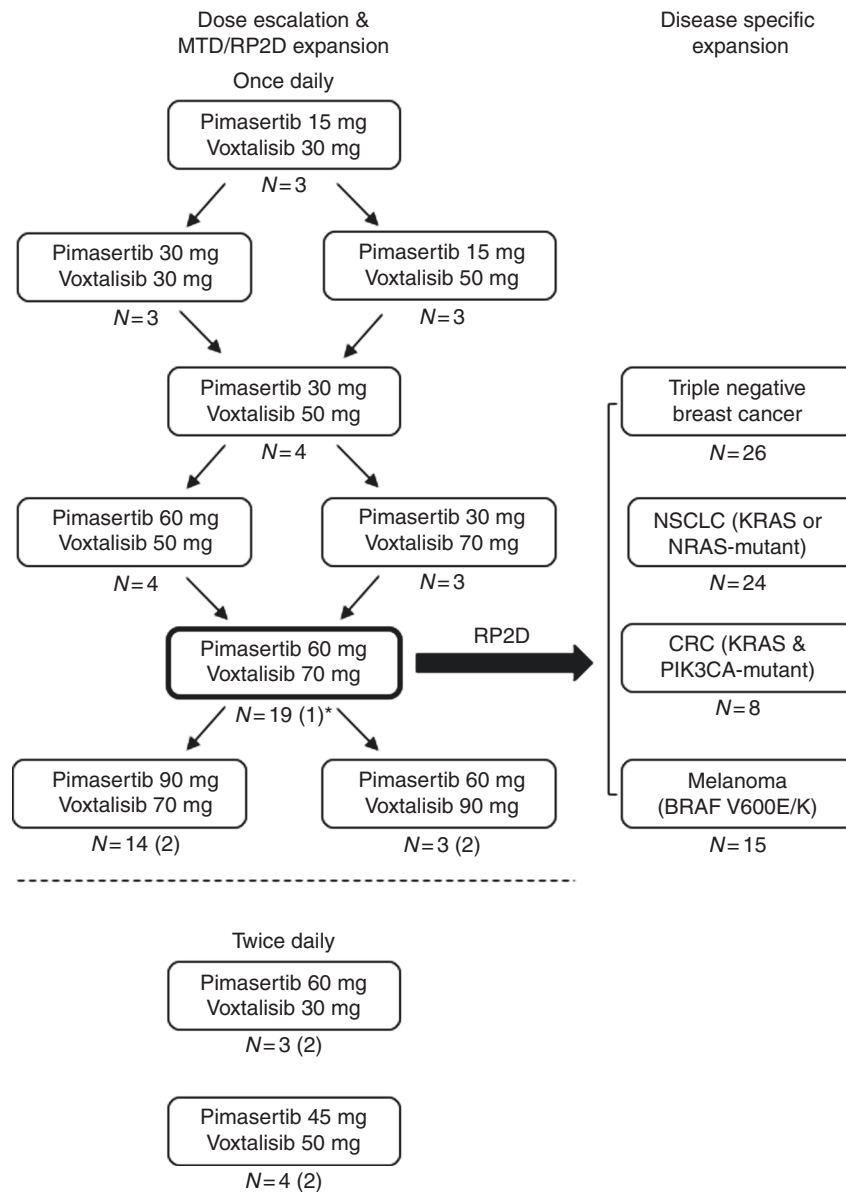 Dose escalation &
MTD/RP2D expansion
Once daily
Pimasertib 15 mg
Voxtalisib 30 mg
N=3
Pimasertib 30 mg
Voxtalisib 30 mg
N=3
Pimasertib 15 mg
Voxtalisib 50 mg
N=3
Pimasertib 30 mg
Voxtalisib 50 mg
N=4
Pimasertib 60 mg
Voxtalisib 50 mg
N=4
Pimasertib 30 mg
Voxtalisib 70 mg
N=3
Pimasertib 60 mg
Voxtalisib 70 mg
N=19 (1)*
RP2D
Pimasertib 90 mg
Voxtalisib 70 mg
N=14 (2)
Pimasertib 60 mg
Voxtalisib 90 mg
N=3 (2)
Twice daily
Pimasertib 60 mg
Voxtalisib 30 mg
N=3 (2)
Pimasertib 45 mg
Voxtalisib 50 mg
N=4 (2)
Disease specific
expansion
Triple negative
breast cancer
N=26
NSCLC (KRAS or
NRAS-mutant)
N=24
CRC (KRAS &
PIK3CA-mutant)
N=8
Melanoma
(BRAF V600E/K)
N=15